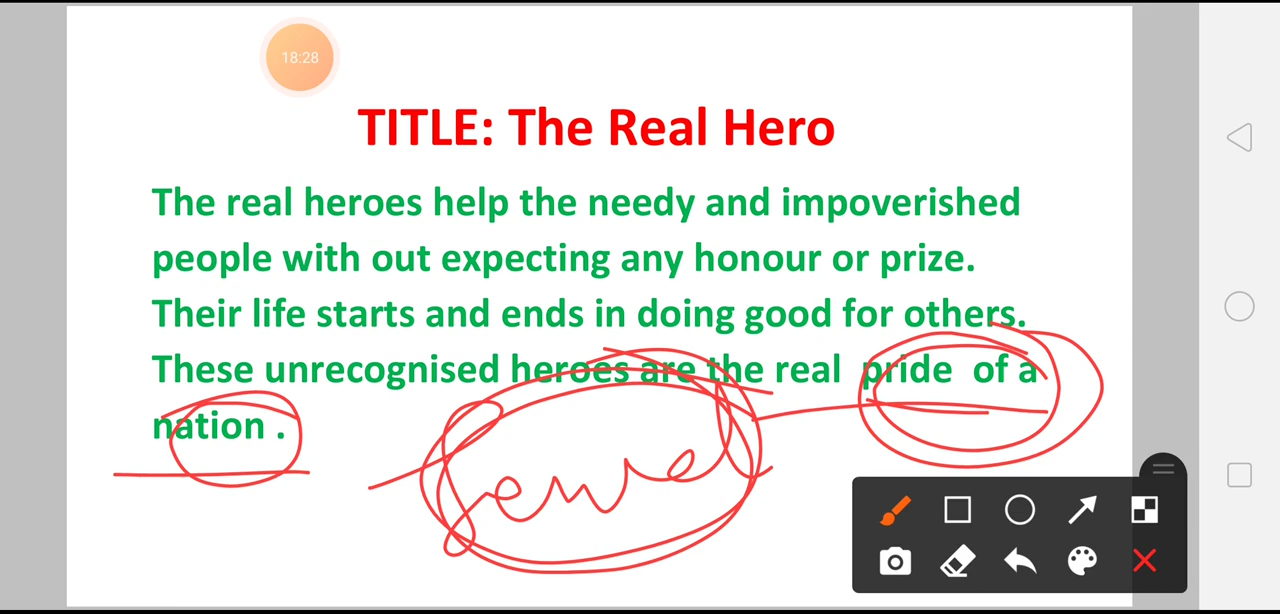 18:28
TITLE: The Real Hero
The real heroes help the needy and impoverished
people with out expecting any honour or prize.
Their life starts and ends in doing good for others.
These unrecognised heroes are the real pride of a
nation .
Jewel